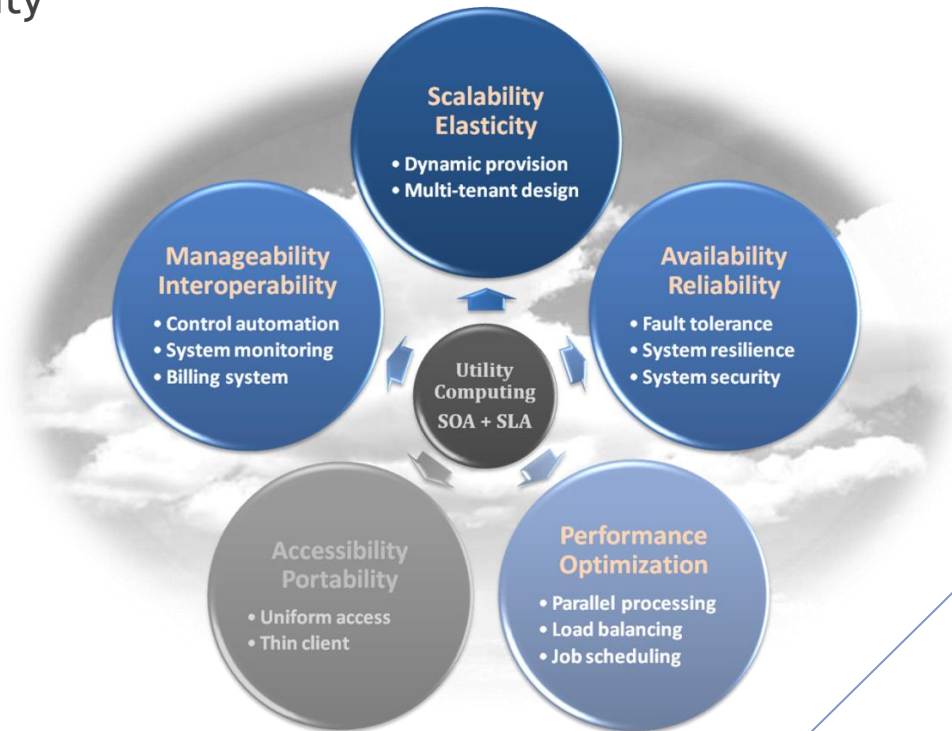 Scalability
Elasticity
• Dynamic provision
• Multi-tenant design
Manageability
Interoperability
• Control automation
• System monitoring
• Billing system
Availability
Reliability
• Fault tolerance
• System resilience
• System security
Utility
Computing
SOA + SLA
Accessibility
Portability
• Uniform access
• Thin client
Performance
Optimization
• Parallel processing
• Load balancing
• Job scheduling